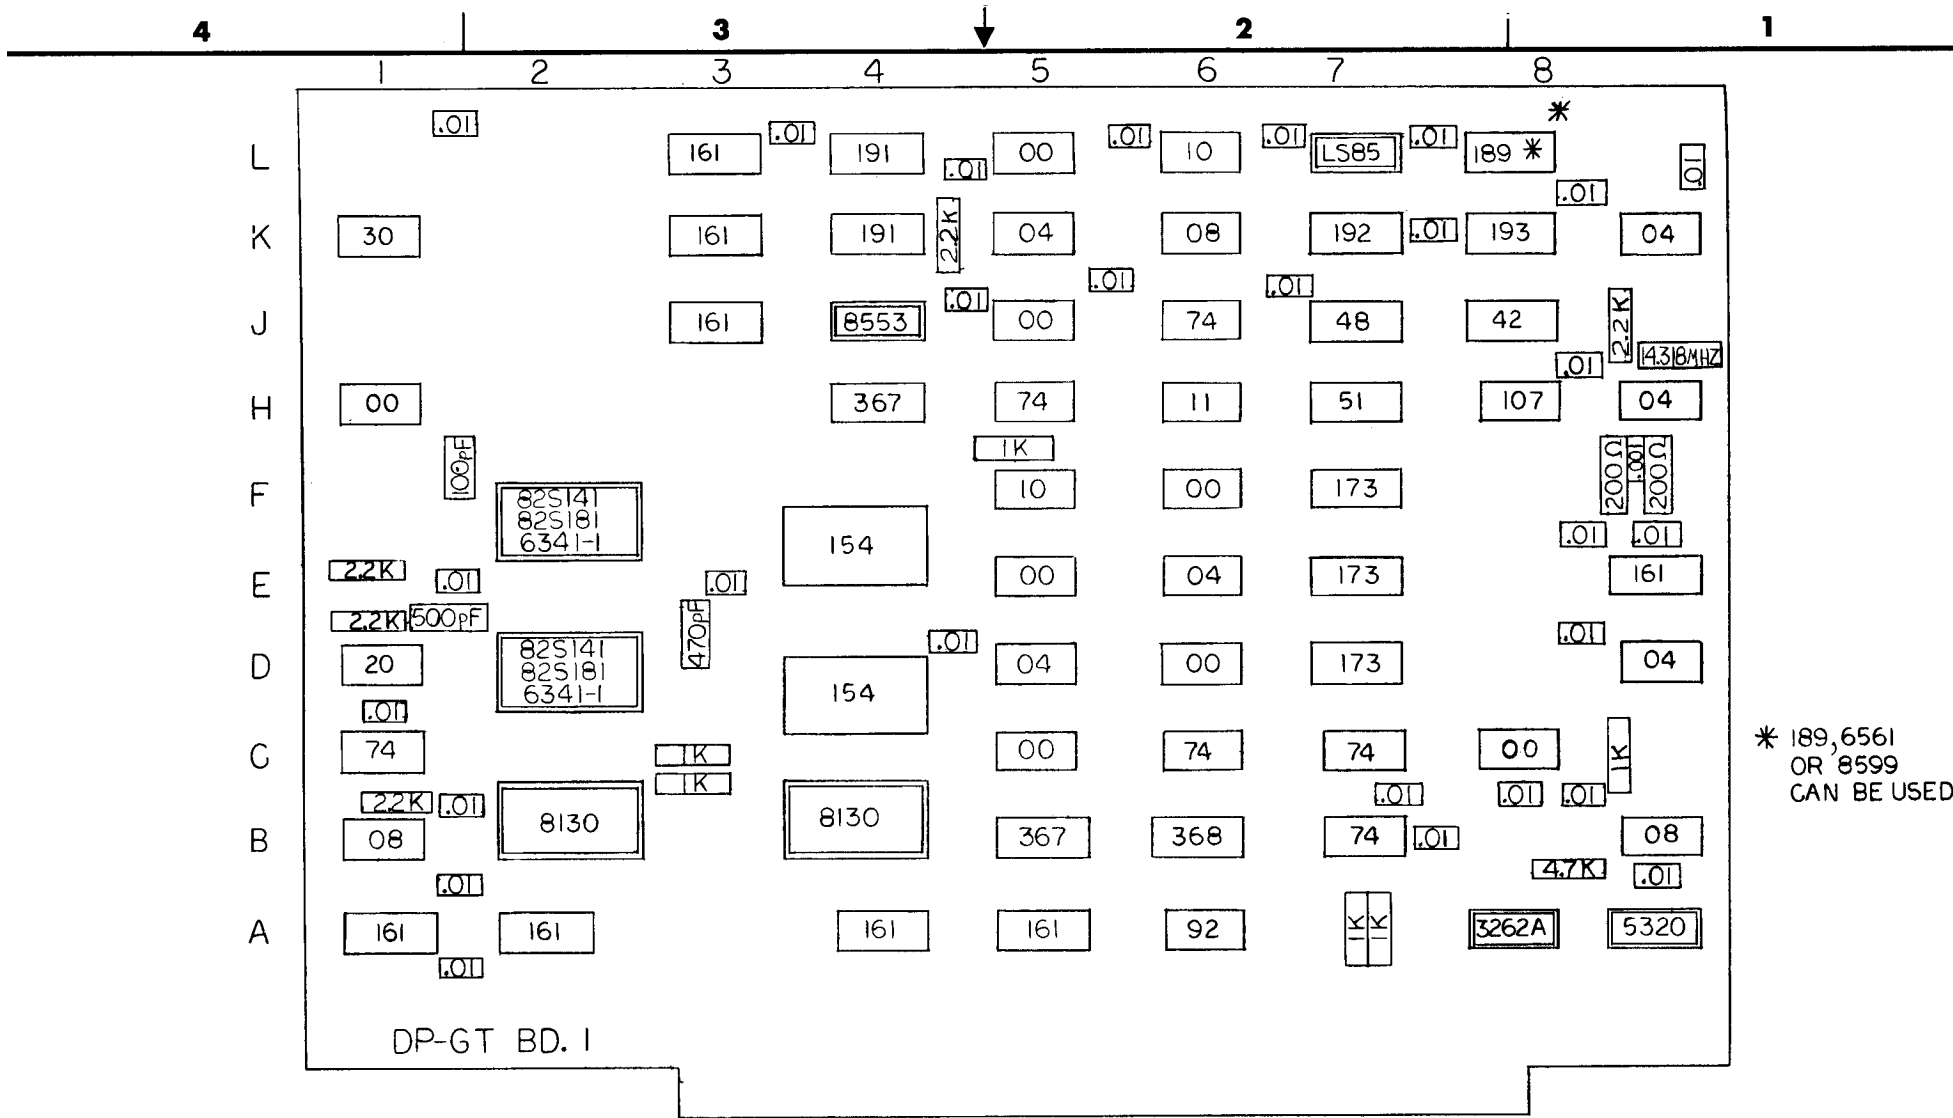 4 3 2 1
1 2 3 4 5 6 7 8
*
.01 .01 .01 .01 .01
L 161 191 00 10 LS85 189 * .01
.01 .01
2.2K
K 30 161 191 04 08 192 .01 193 04
.01 .01 .01
J 161 8553 00 74 48 42 2.2K
.01 14.318MHZ
H 00 367 74 11 51 107 04
100pF 1K 200Ω .001 200Ω
F 82S141 10 00 173
82S181
6341-1
154
.01 .01
2.2K
E .01 .01 00 04 173 161
2.2K 500pF 470pF
.01 .01
D 20 82S141 04 00 173 04
82S181
6341-1
154
.01
C 74 1K 00 74 74 00 1K
1K
* 189,6561
OR 8599
CAN BE USED
2.2K .01 .01 .01 .01
B 08 8130 8130 367 368 74 .01 08
.01 4.7K .01
A 161 161 161 161 92 1K 1K 3262A 5320
.01
DP-GT BD. 1